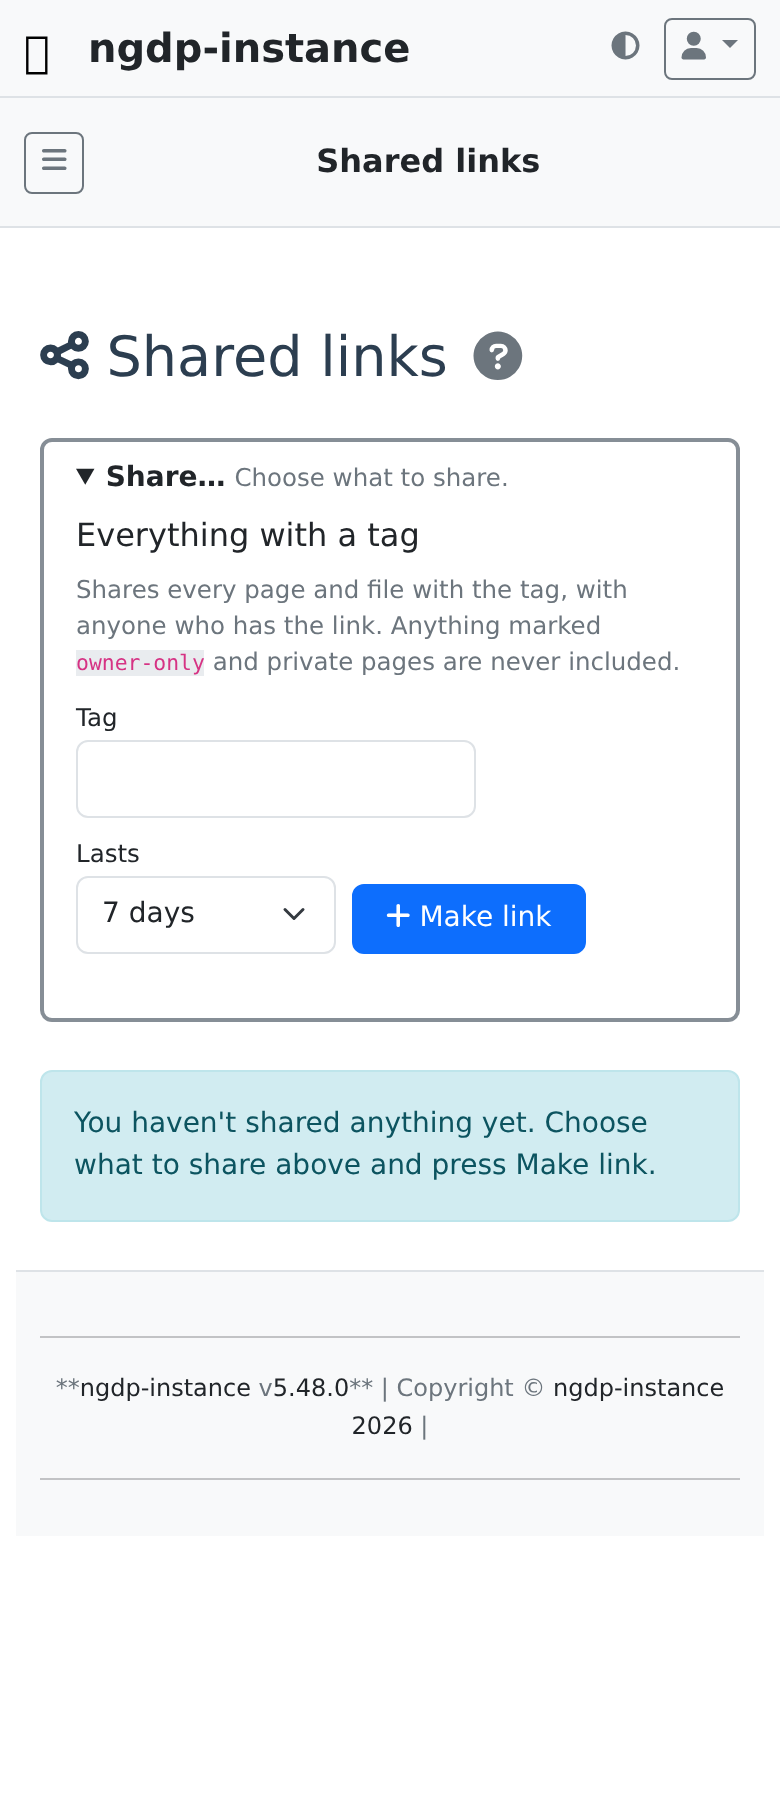 ngdp-instance
Shared links
Shared links ?
▼ Share... Choose what to share.
Everything with a tag
Shares every page and file with the tag, with
anyone who has the link. Anything marked
owner-only and private pages are never included.
Tag
Lasts
7 days
+ Make link
You haven't shared anything yet. Choose
what to share above and press Make link.
**ngdp-instance v5.48.0** | Copyright © ngdp-instance
2026 |